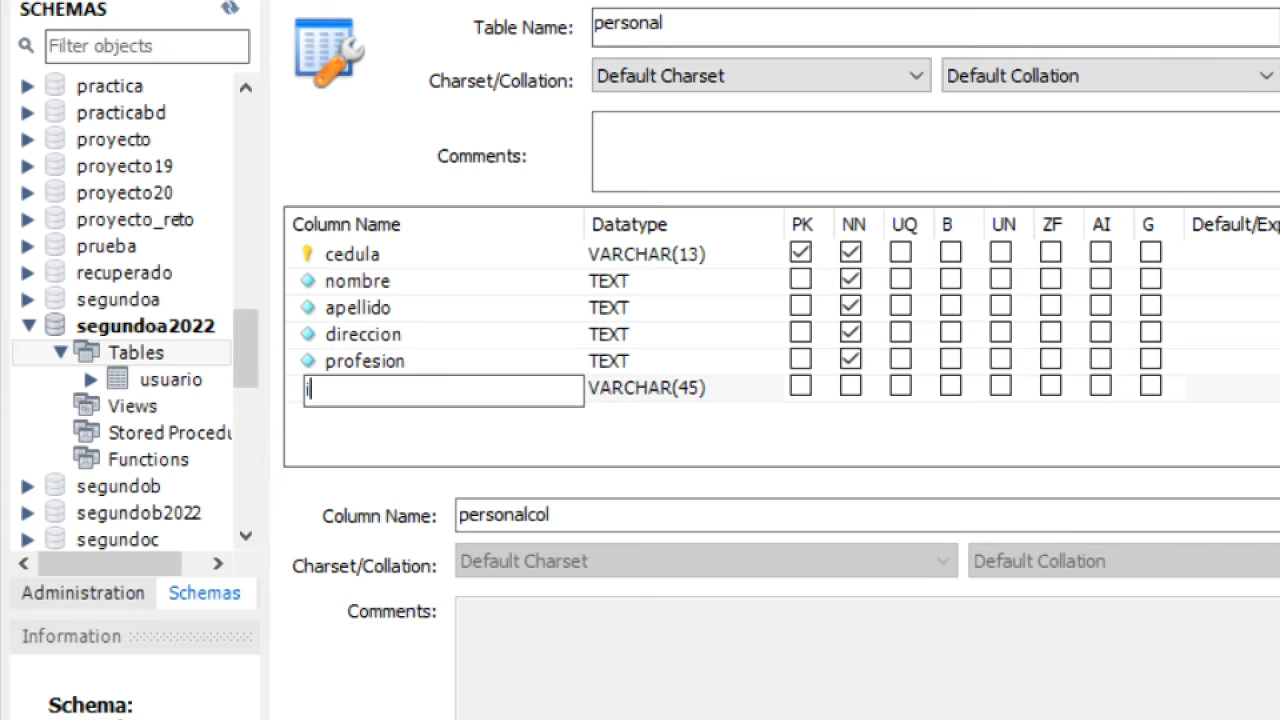 SCHEMAS
Filter objects
practica
practicabd
proyecto
proyecto19
proyecto20
proyecto_reto
prueba
recuperado
segundoa
segundoa2022
Tables
usuario
Views
Stored Procedu
Functions
segundob
segundob2022
segundoc
Administration Schemas
Information
Schema:
Table Name: personal
Charset/Collation: Default Charset Default Collation
Comments:
Column Name Datatype PK NN UQ B UN ZF AI G Default/Exp
cedula VARCHAR(13)
nombre TEXT
apellido TEXT
direccion TEXT
profesion TEXT
i VARCHAR(45)
Column Name: personalcol
Charset/Collation: Default Charset Default Collation
Comments: